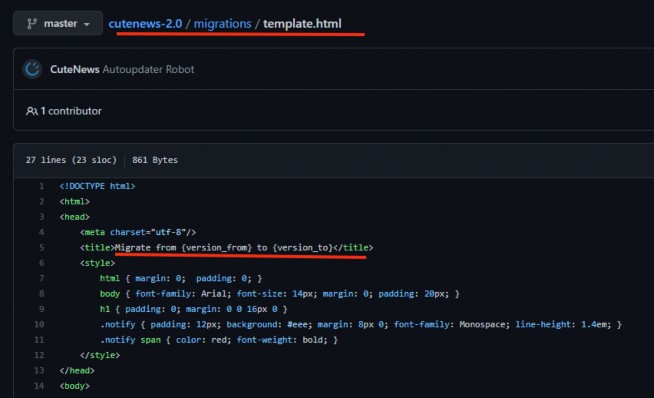 master cutenews-2.0 / migrations / template.html
CuteNews Autoupdater Robot
1 contributor
27 lines (23 sloc) 861 Bytes
1 <!DOCTYPE html>
2 <html>
3 <head>
4 <meta charset="utf-8"/>
5 <title>Migrate from {version_from} to {version_to}</title>
6 <style>
7 html { margin: 0; padding: 0; }
8 body { font-family: Arial; font-size: 14px; margin: 0; padding: 20px; }
9 h1 { padding: 0; margin: 0 0 16px 0 }
10 .notify { padding: 12px; background: #eee; margin: 8px 0; font-family: Monospace; line-height: 1.4em; }
11 .notify span { color: red; font-weight: bold; }
12 </style>
13 </head>
14 <body>